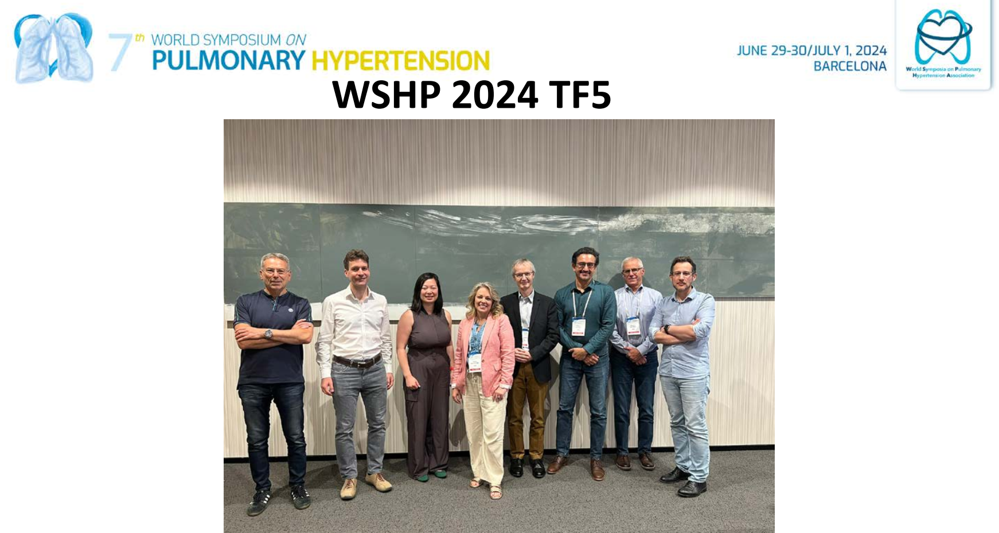 7th WORLD SYMPOSIUM ON
PULMONARY HYPERTENSION
JUNE 29-30/JULY 1, 2024
BARCELONA
World Symposia on Pulmonary
Hypertension Association
WSHP 2024 TF5